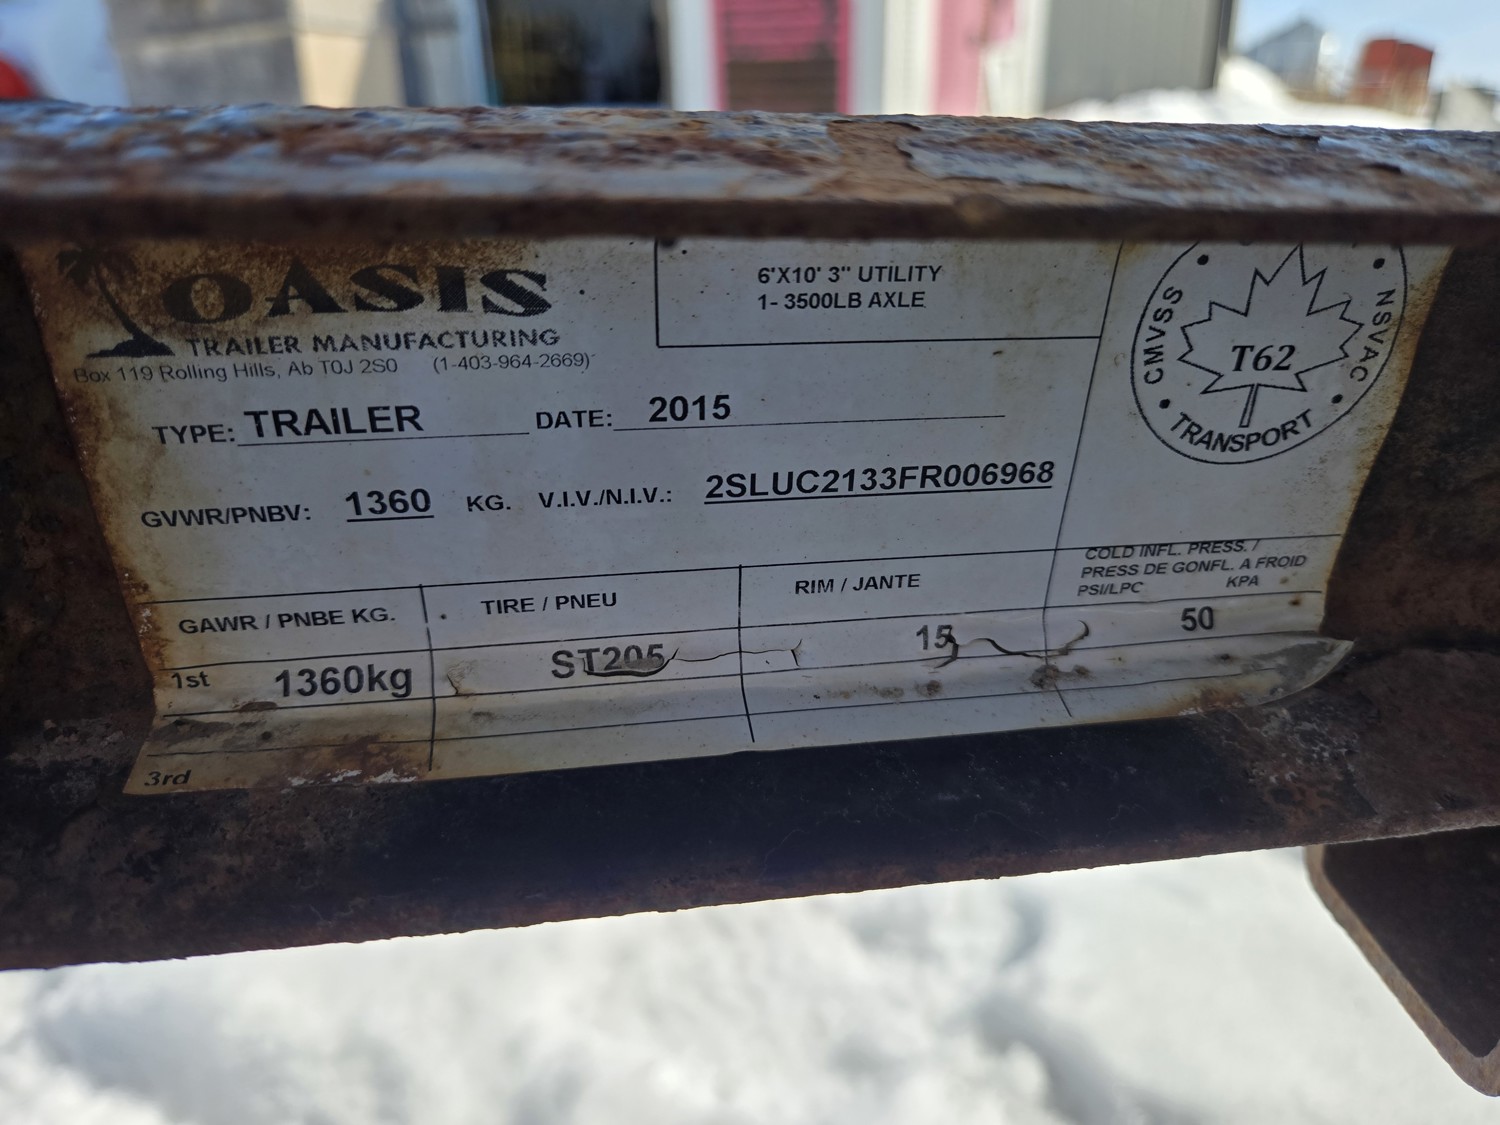 OASIS
TRAILER MANUFACTURING
Box 119 Rolling Hills, Ab T0J 2S0 (1-403-964-2669)
6'X10' 3" UTILITY
1- 3500LB AXLE
CMVSS NSVAC
T62
TRANSPORT
TYPE: TRAILER DATE: 2015
GVWR/PNBV: 1360 KG. V.I.V./N.I.V.: 2SLUC2133FR006968
GAWR / PNBE KG. TIRE / PNEU RIM / JANTE
COLD INFL. PRESS. /
PRESS DE GONFL. A FROID
PSI/LPC KPA
1st 1360kg ST205 15 50
3rd